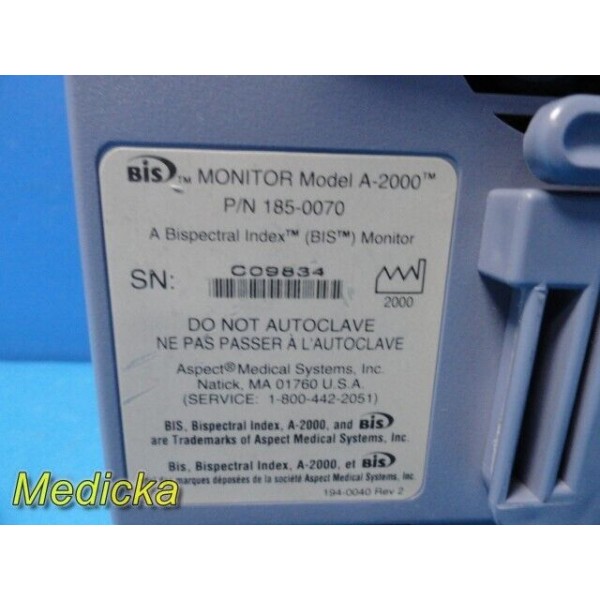 BIS™ MONITOR Model A-2000™
P/N 185-0070
A Bispectral Index™ (BIS™) Monitor
SN: C09834
2000
DO NOT AUTOCLAVE
NE PAS PASSER À L'AUTOCLAVE
Aspect® Medical Systems, Inc.
Natick, MA 01760 U.S.A.
(SERVICE: 1-800-442-2051)
BIS, Bispectral Index, A-2000, and BIS
are Trademarks of Aspect Medical Systems, Inc.
Bis, Bispectral Index, A-2000, et BIS
marques déposées de la société Aspect Medical Systems, Inc.
194-0040 Rev 2
Medicka